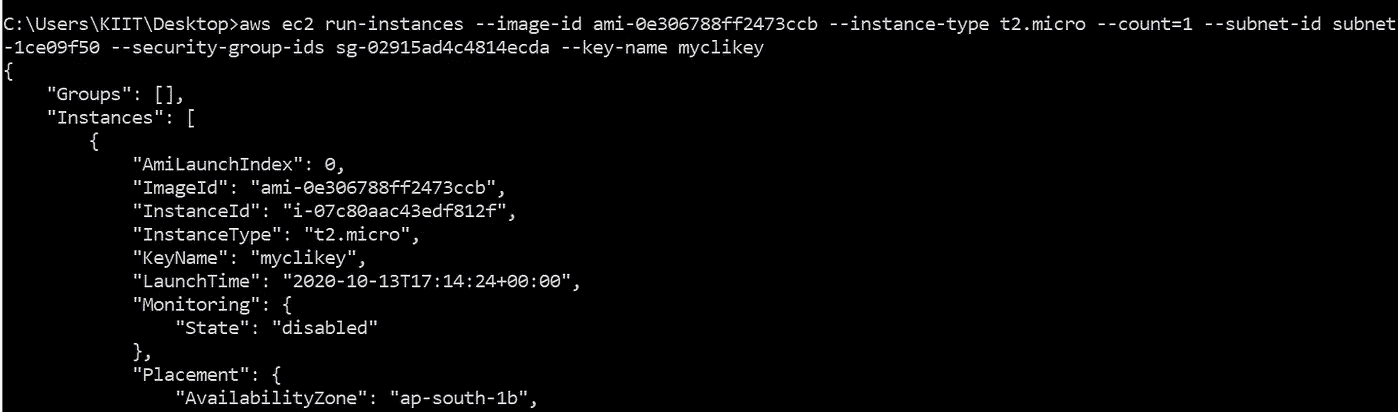 C:\Users\KIIT\Desktop>aws ec2 run-instances --image-id ami-0e306788ff2473ccb --instance-type t2.micro --count=1 --subnet-id subnet
-1ce09f50 --security-group-ids sg-02915ad4c4814ecda --key-name myclikey
{
    "Groups": [],
    "Instances": [
        {
            "AmiLaunchIndex": 0,
            "ImageId": "ami-0e306788ff2473ccb",
            "InstanceId": "i-07c80aac43edf812f",
            "InstanceType": "t2.micro",
            "KeyName": "myclikey",
            "LaunchTime": "2020-10-13T17:14:24+00:00",
            "Monitoring": {
                "State": "disabled"
            },
            "Placement": {
                "AvailabilityZone": "ap-south-1b",